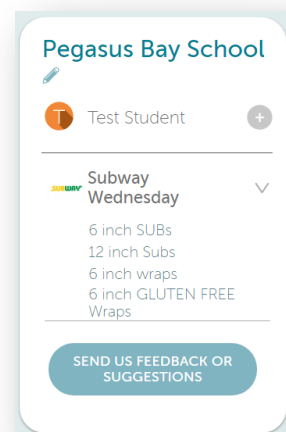 Pegasus Bay School
T
Test Student
SUBWAY
Subway
Wednesday
6 inch SUBs
12 inch Subs
6 inch wraps
6 inch GLUTEN FREE
Wraps
SEND US FEEDBACK OR
SUGGESTIONS